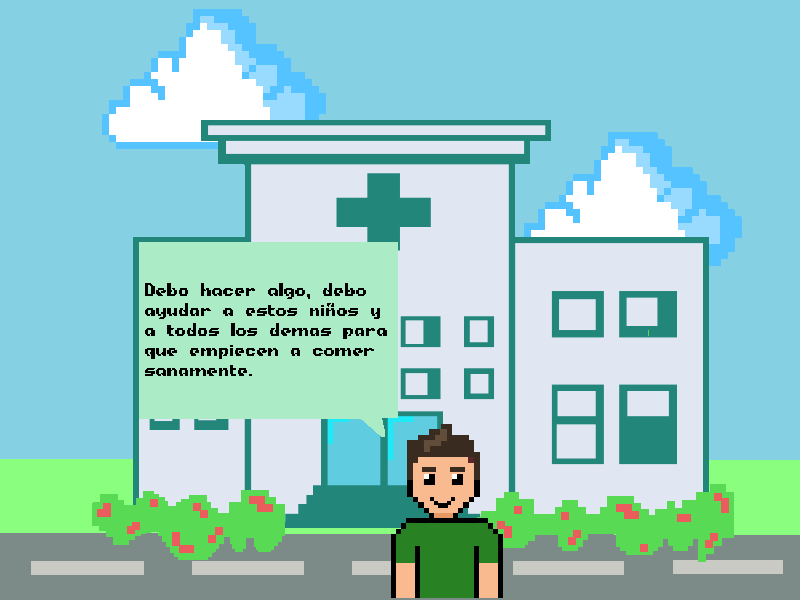 Debo hacer algo, debo
ayudar a estos niños y
a todos los demas para
que empiecen a comer
sanamente.